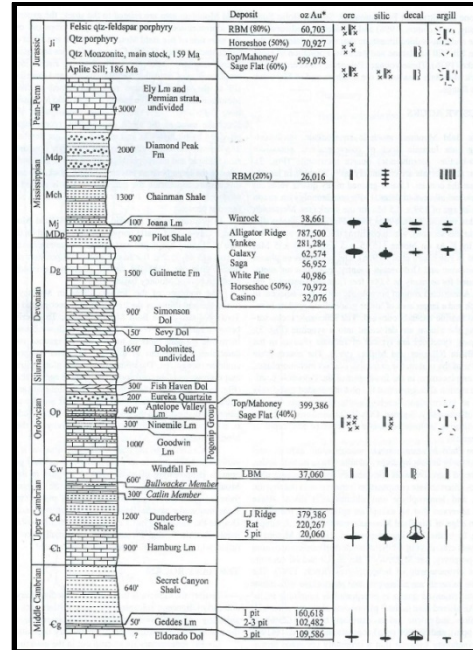 Deposit oz Au* ore silic decal argill
Jurassic
Ji
Felsic qtz-feldspar porphyry
RBM (80%) 60,703
Qtz porphyry
Horseshoe (50%) 70,927
Qtz Monzonite, main stock, 159 Ma
Top/Mahoney/
Sage Flat (60%) 599,078
Aplite Sill; 186 Ma
Penn-Perm
PP
Ely Lm and
Permian strata,
undivided
+3000'
Mississippian
Mdp
2000' Diamond Peak
Fm
RBM (20%) 26,016
Mch
1300' Chainman Shale
Mj
100' Joana Lm
Winrock 38,661
MDp
500' Pilot Shale
Alligator Ridge 787,500
Yankee 281,284
Galaxy 62,574
Saga 56,952
White Pine 40,986
Horseshoe (50%) 70,972
Casino 32,076
Devonian
Dg
1500' Guilmette Fm
900' Simonson
Dol
150' Sevy Dol
1650' Dolomites,
undivided
Silurian
300' Fish Haven Dol
200' Eureka Quartzite
Ordovician
Op
400' Antelope Valley
Lm
300' Ninemile Lm
1000' Goodwin
Lm
Pogonip Group
Top/Mahoney
Sage Flat (40%) 399,386
Upper Cambrian
Єw
Windfall Fm
600' Bullwacker Member
LBM 37,060
300' Catlin Member
Єd
1200' Dunderberg
Shale
LJ Ridge 379,386
Rat 220,267
5 pit 20,060
Єh
900' Hamburg Lm
Middle Cambrian
640' Secret Canyon
Shale
Єg
50' Geddes Lm
1 pit 160,618
2-3 pit 102,482
? Eldorado Dol
3 pit 109,586